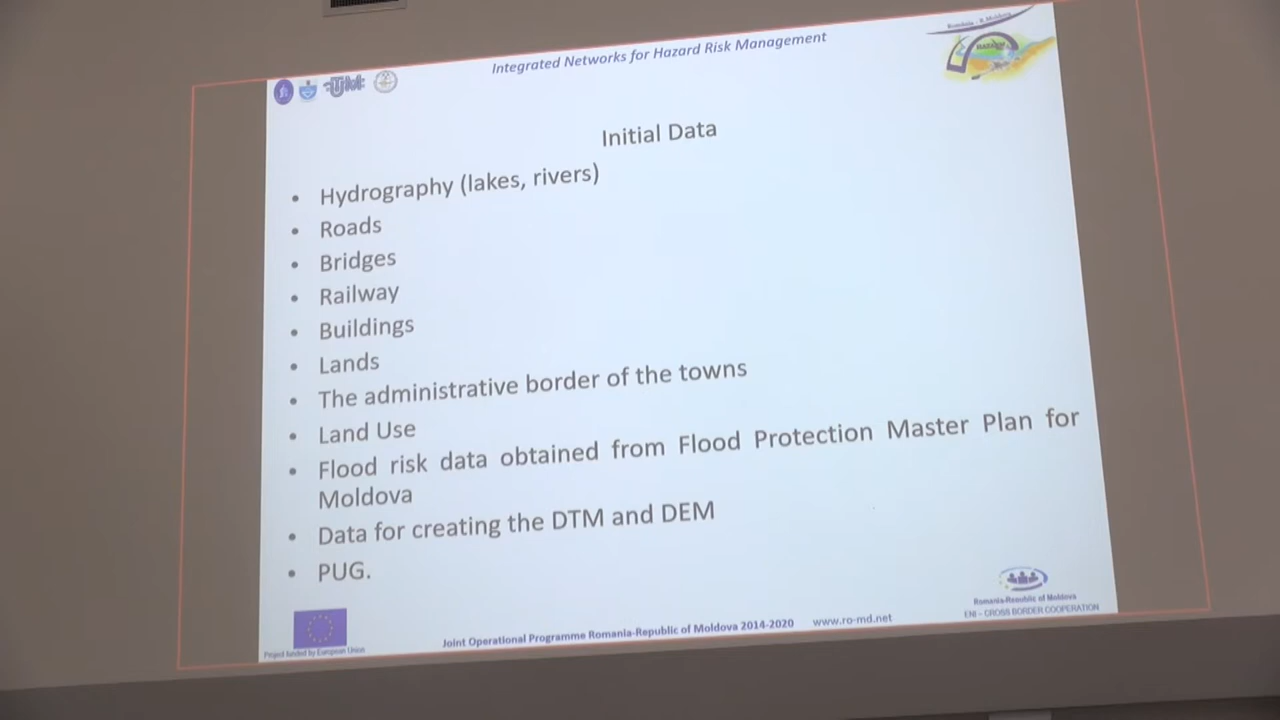 Integrated Networks for Hazard Risk Management
România - R. Moldova
UTM
Initial Data
• Hydrography (lakes, rivers)
• Roads
• Bridges
• Railway
• Buildings
• Lands
• The administrative border of the towns
• Land Use
• Flood risk data obtained from Flood Protection Master Plan for
Moldova
• Data for creating the DTM and DEM
• PUG.
Project funded by European Union
Joint Operational Programme Romania-Republic of Moldova 2014-2020 www.ro-md.net
Romania-Republic of Moldova
ENI - CROSS BORDER COOPERATION